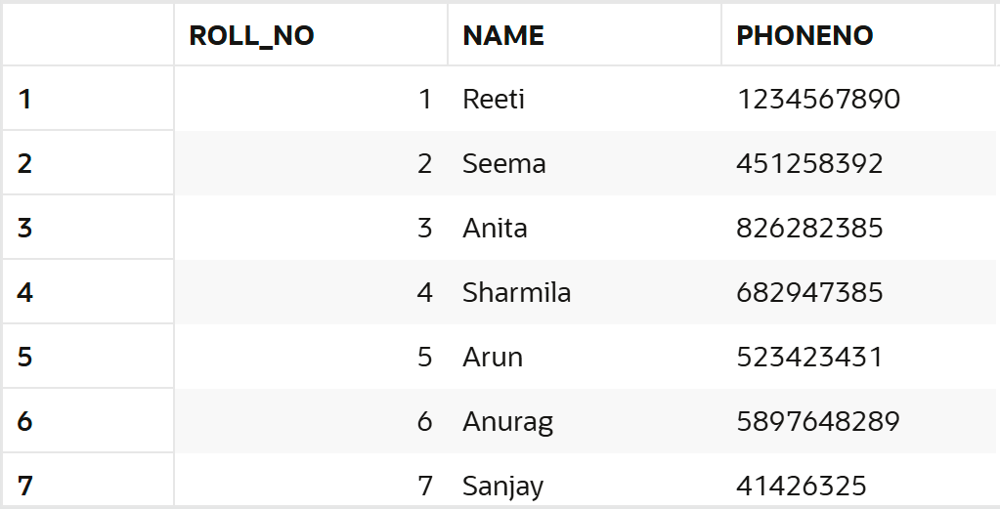 ROLL_NO NAME PHONENO
1 1 Reeti 1234567890
2 2 Seema 451258392
3 3 Anita 826282385
4 4 Sharmila 682947385
5 5 Arun 523423431
6 6 Anurag 5897648289
7 7 Sanjay 41426325